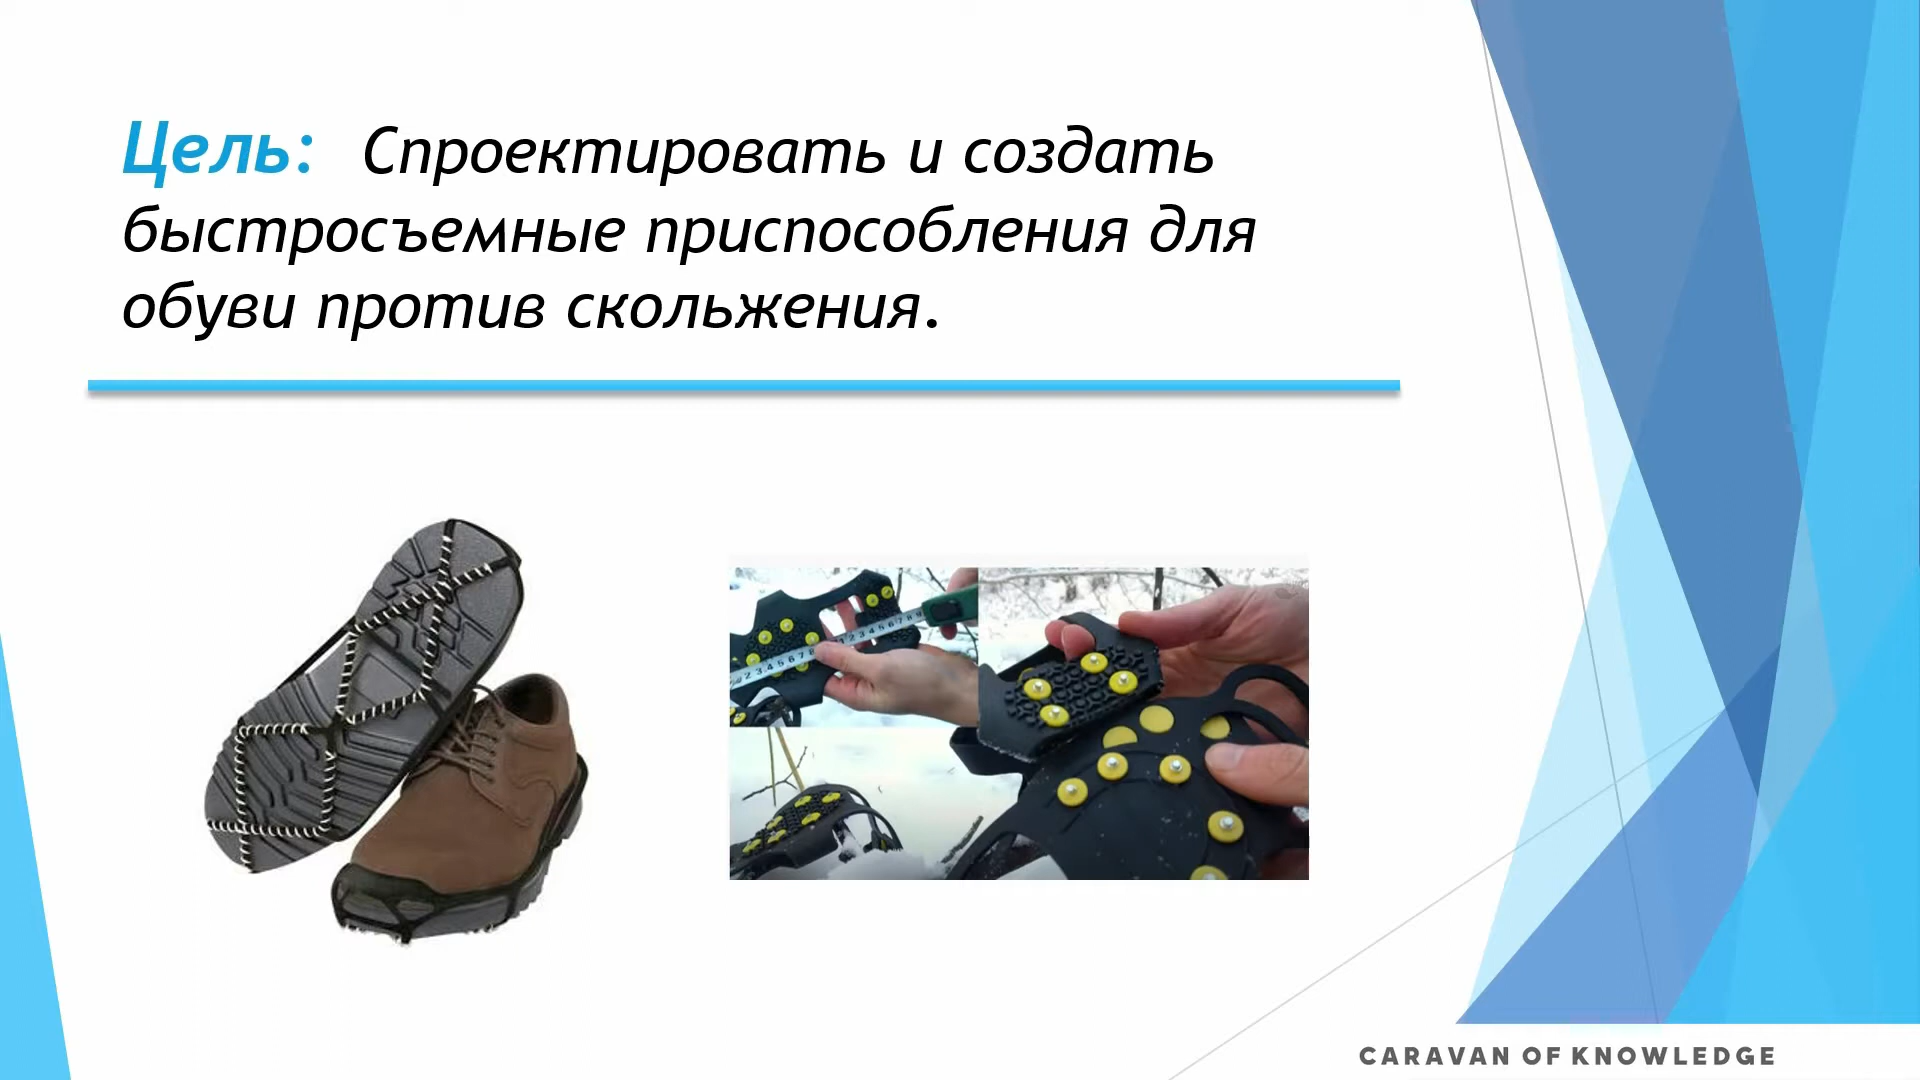 Цель: Спроектировать и создать
быстросъемные приспособления для
обуви против скольжения.
CARAVAN OF KNOWLEDGE